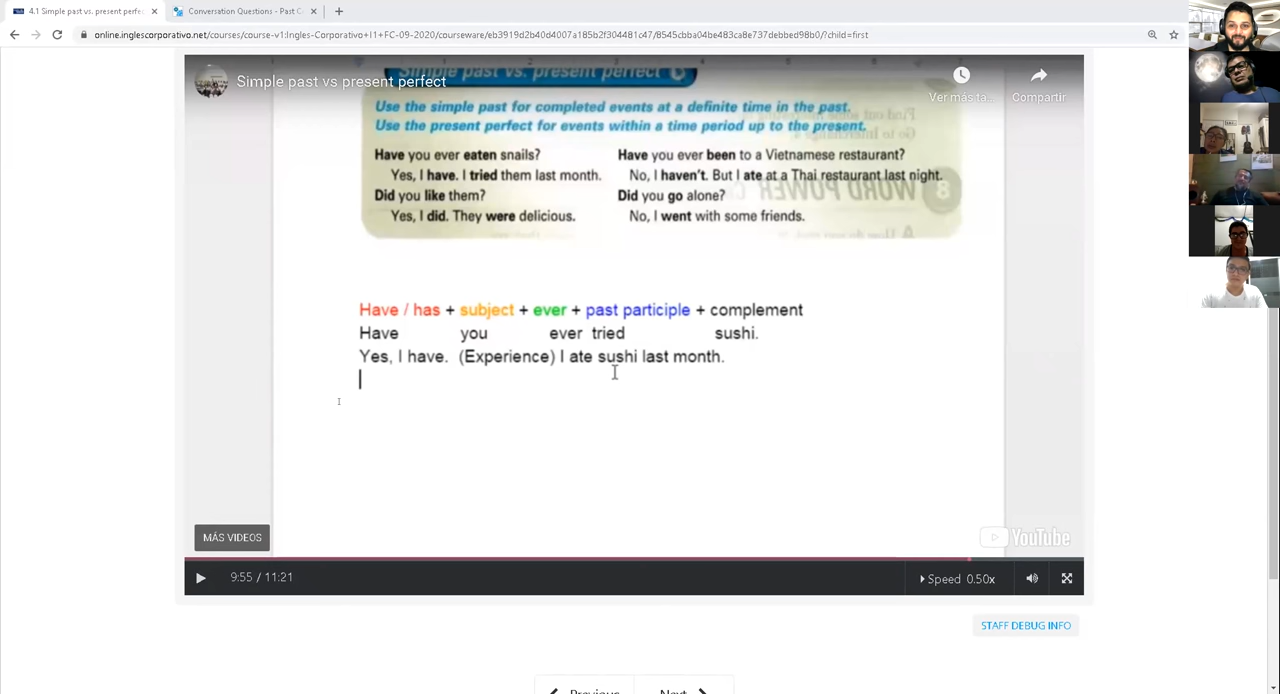 4.1 Simple past vs. present perfe
Conversation Questions - Past C
online.inglescorporativo.net/courses/course-v1:Ingles-Corporativo+I1+FC-09-2020/courseware/
/?child=first
Simple past vs. present perfect
Simple past vs present perfect
Ver más ta...
Compartir
Use the simple past for completed events at a definite time in the past.
Use the present perfect for events within a time period up to the present.
Have you ever eaten snails?
Yes, I have. I tried them last month.
Did you like them?
Yes, I did. They were delicious.
Have you ever been to a Vietnamese restaurant?
No, I haven't. But I ate at a Thai restaurant last night.
Did you go alone?
No, I went with some friends.
WORD POWER
8
Have / has + subject + ever + past participle + complement
Have you ever tried sushi.
Yes, I have. (Experience) I ate sushi last month.
MÁS VIDEOS
YouTube
9:55 / 11:21
Speed 0.50x
STAFF DEBUG INFO
Previous
Next